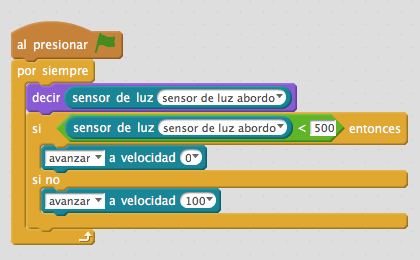 al presionar
por siempre
decir sensor de luz sensor de luz abordo
si sensor de luz sensor de luz abordo < 500 entonces
avanzar a velocidad 0
si no
avanzar a velocidad 100